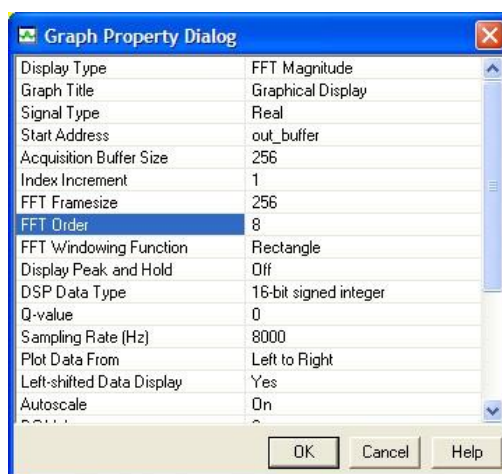 Graph Property Dialog
Display Type FFT Magnitude
Graph Title Graphical Display
Signal Type Real
Start Address out_buffer
Acquisition Buffer Size 256
Index Increment 1
FFT Framesize 256
FFT Order 8
FFT Windowing Function Rectangle
Display Peak and Hold Off
DSP Data Type 16-bit signed integer
Q-value 0
Sampling Rate (Hz) 8000
Plot Data From Left to Right
Left-shifted Data Display Yes
Autoscale On
OK Cancel Help